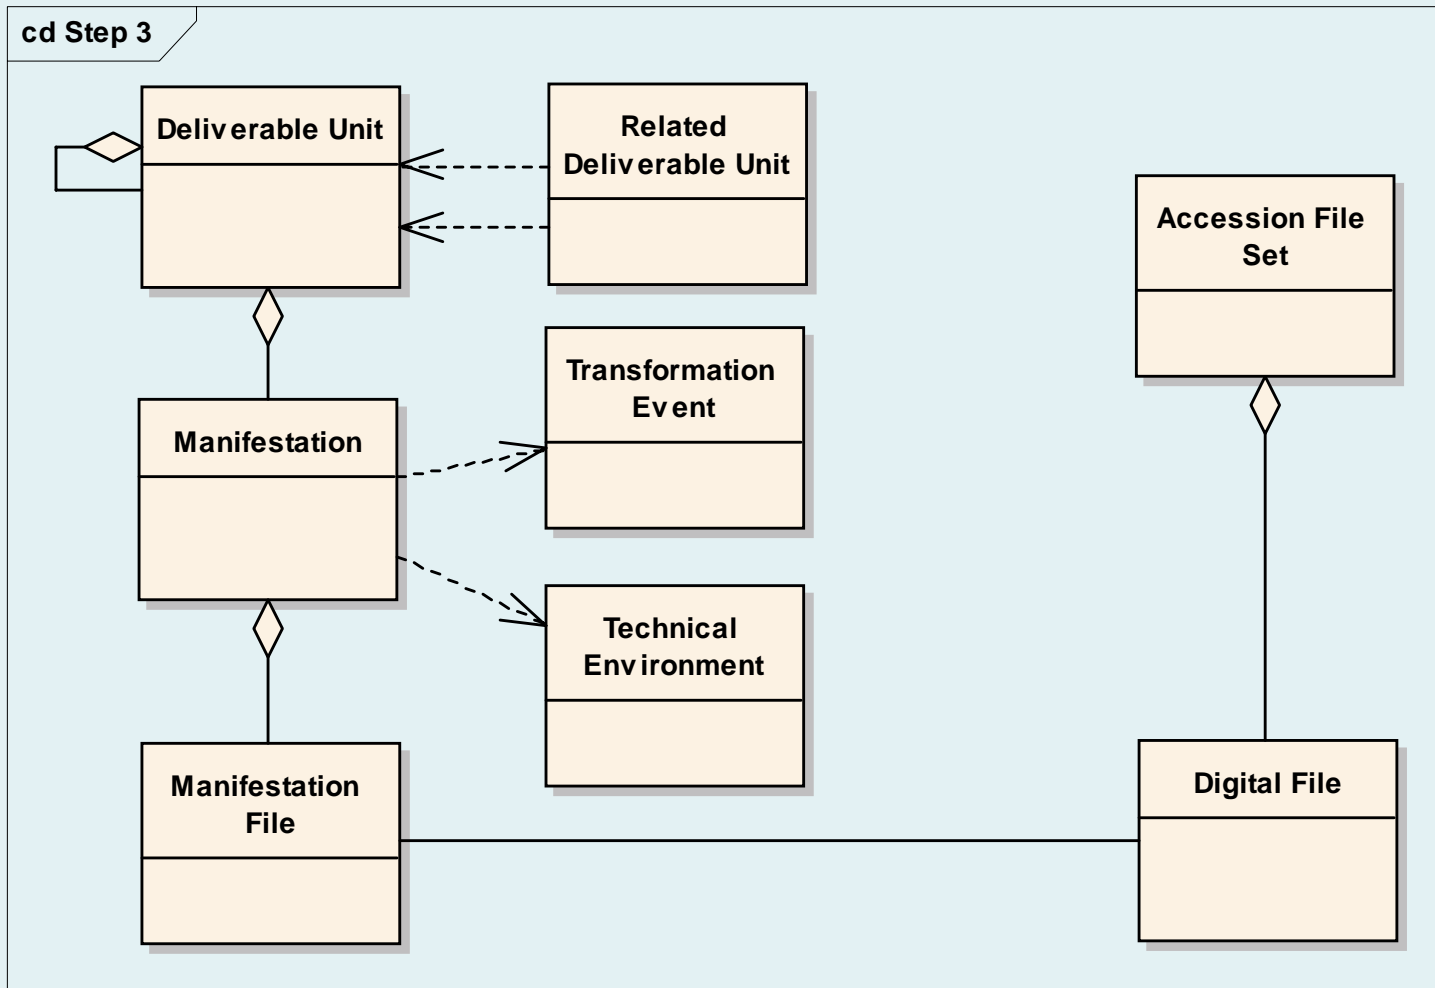 cd Step 3
Deliverable Unit
Related
Deliverable Unit
Accession File
Set
Transformation
Event
Manifestation
Technical
Environment
Manifestation
File
Digital File